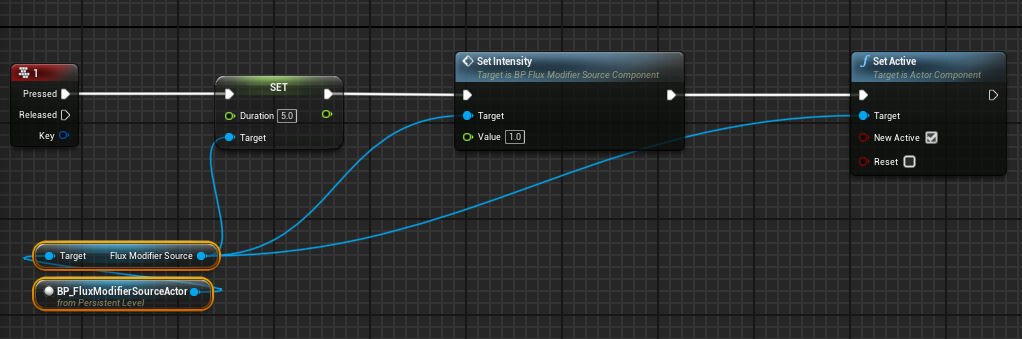 1
Pressed
Released
Key
SET
Duration 5.0
Target
Set Intensity
Target is BP Flux Modifier Source Component
Target
Value 1.0
Set Active
Target is Actor Component
Target
New Active
Reset
Target Flux Modifier Source
BP_FluxModifierSourceActor
from Persistent Level